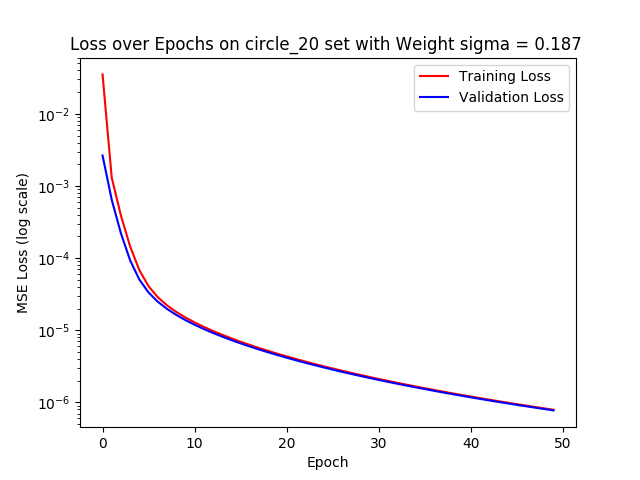 Loss over Epochs on circle_20 set with Weight sigma = 0.187
Training Loss
Validation Loss
MSE Loss (log scale)
10⁻²
10⁻³
10⁻⁴
10⁻⁵
10⁻⁶
0 10 20 30 40 50
Epoch